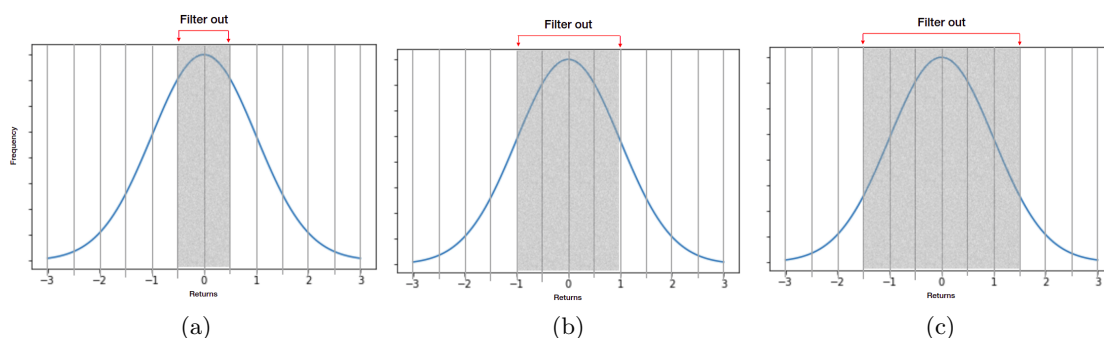 Filter out
Filter out
Filter out
Frequency
−3 −2 −1 0 1 2 3
−3 −2 −1 0 1 2 3
−3 −2 −1 0 1 2 3
Returns
Returns
Returns
(a)
(b)
(c)